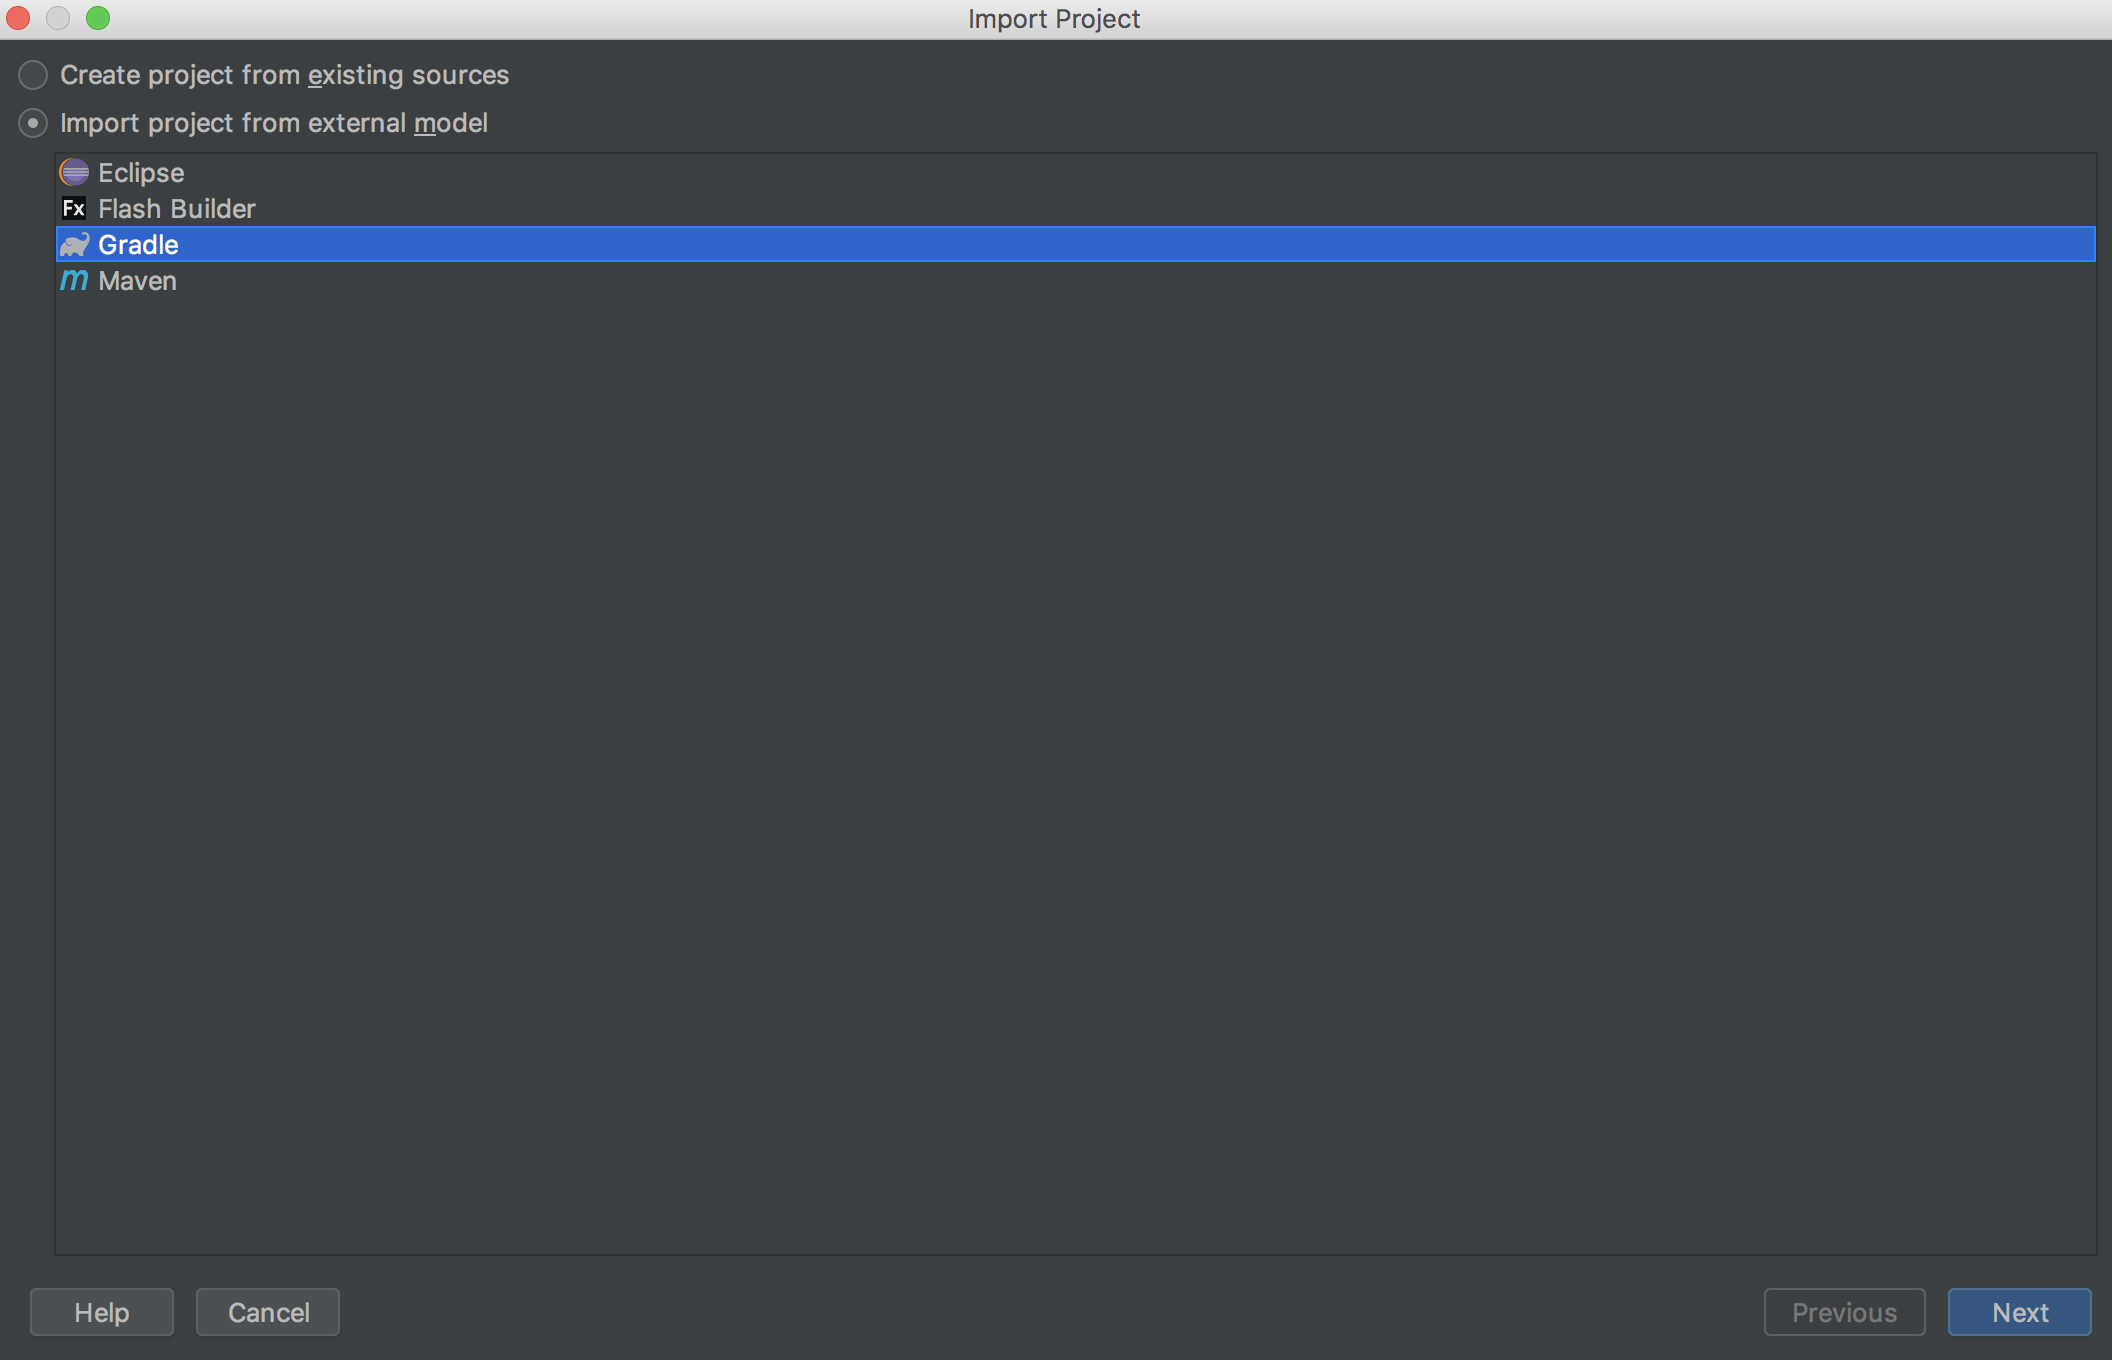 Import Project
Create project from existing sources
Import project from external model
Eclipse
Fx Flash Builder
Gradle
m Maven
Help Cancel Previous Next